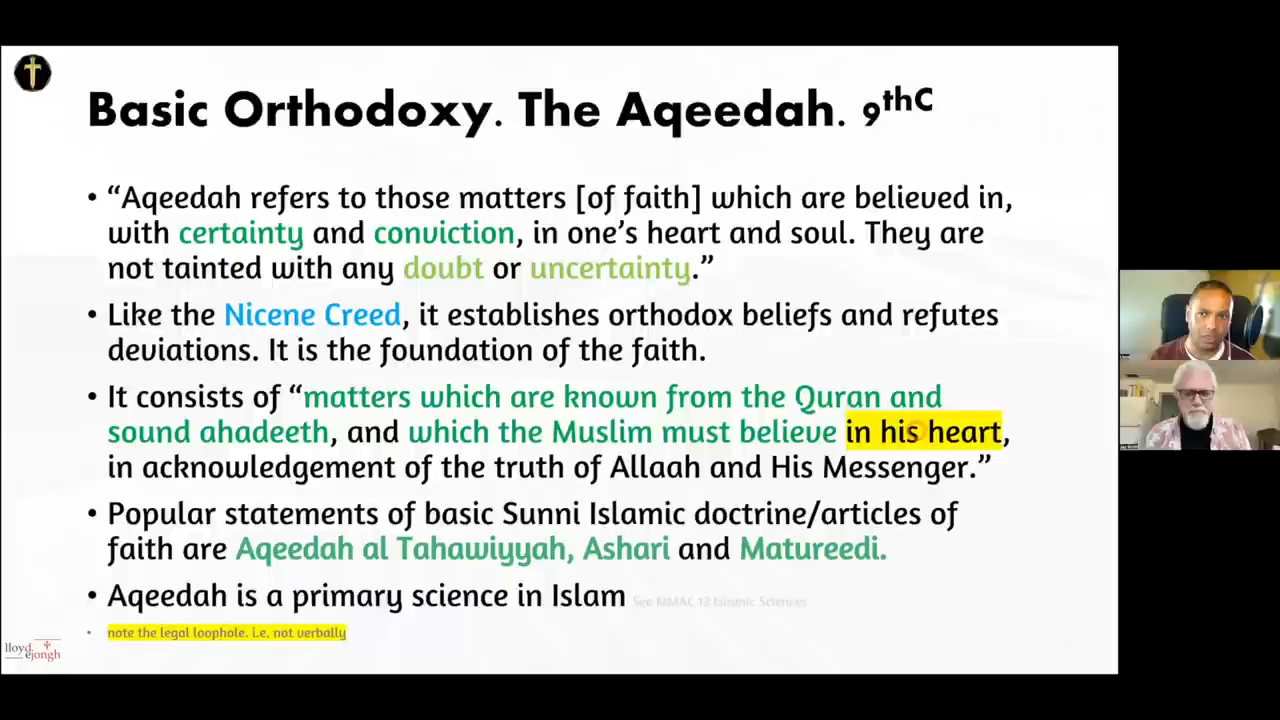 Basic Orthodoxy. The Aqeedah. 9thC
• “Aqeedah refers to those matters [of faith] which are believed in,
with certainty and conviction, in one’s heart and soul. They are
not tainted with any doubt or uncertainty.”
• Like the Nicene Creed, it establishes orthodox beliefs and refutes
deviations. It is the foundation of the faith.
• It consists of “matters which are known from the Quran and
sound ahadeeth, and which the Muslim must believe in his heart,
in acknowledgement of the truth of Allaah and His Messenger.”
• Popular statements of basic Sunni Islamic doctrine/articles of
faith are Aqeedah al Tahawiyyah, Ashari and Matureedi.
• Aqeedah is a primary science in Islam See MMAC 12 Islamic Sciences
• note the legal loophole. i.e. not verbally
lloyd
ejongh